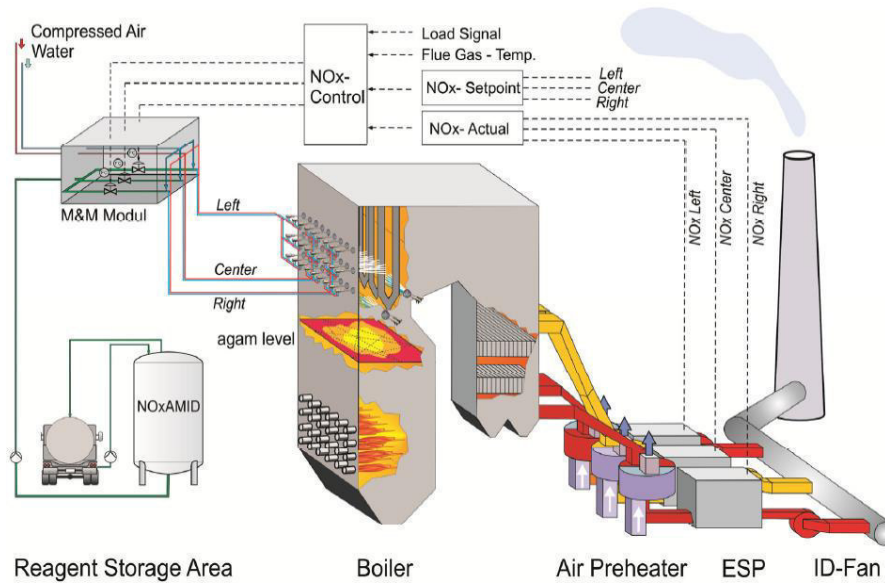 Compressed Air
Water
Load Signal
Flue Gas - Temp.
NOx-
Control
NOx- Setpoint
Left
Center
Right
NOx- Actual
M&M Modul
Left
Center
Right
NOx Left
NOx Center
NOx Right
agam level
NOxAMID
Reagent Storage Area
Boiler
Air Preheater
ESP
ID-Fan